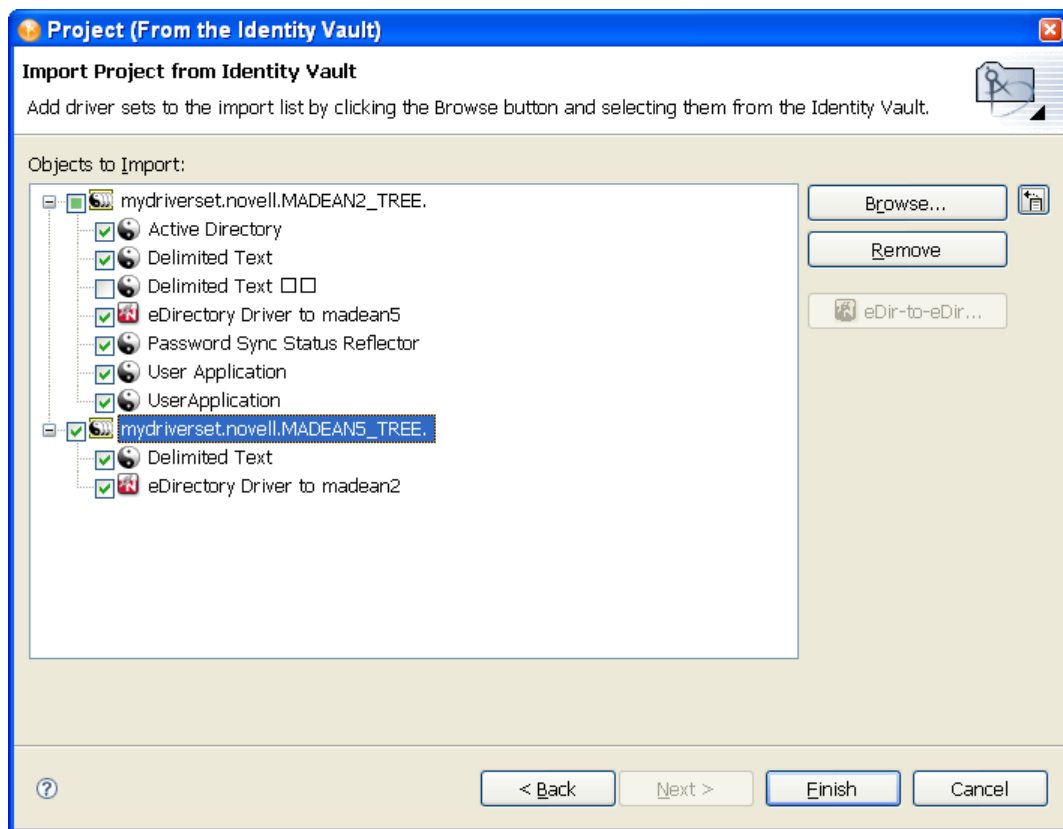 Project (From the Identity Vault)
Import Project from Identity Vault
Add driver sets to the import list by clicking the Browse button and selecting them from the Identity Vault.
Objects to Import:
mydriverset.novell.MADEAN2_TREE.
Active Directory
Delimited Text
Delimited Text □□
eDirectory Driver to madean5
Password Sync Status Reflector
User Application
UserApplication
mydriverset.novell.MADEAN5_TREE.
Delimited Text
eDirectory Driver to madean2
Browse...
Remove
eDir-to-eDir...
?
< Back
Next >
Finish
Cancel